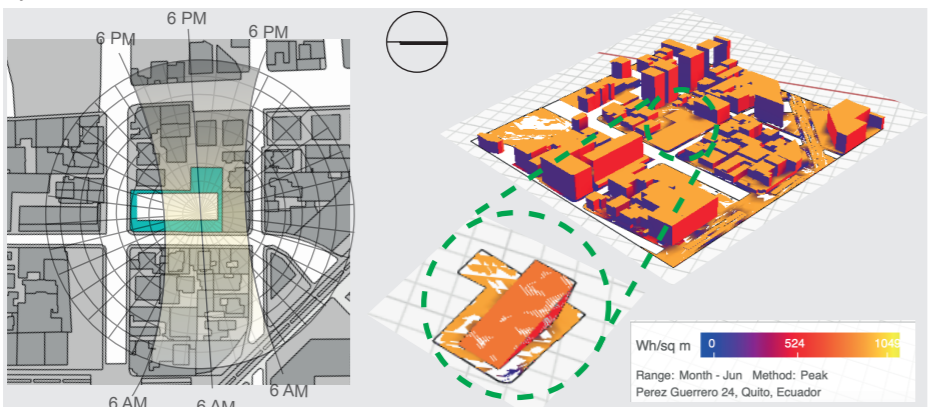 6 PM
6 PM
6 PM
6 AM
6 AM
6 AM
Wh/sq m
0
524
1049
Range: Month - Jun Method: Peak
Perez Guerrero 24, Quito, Ecuador